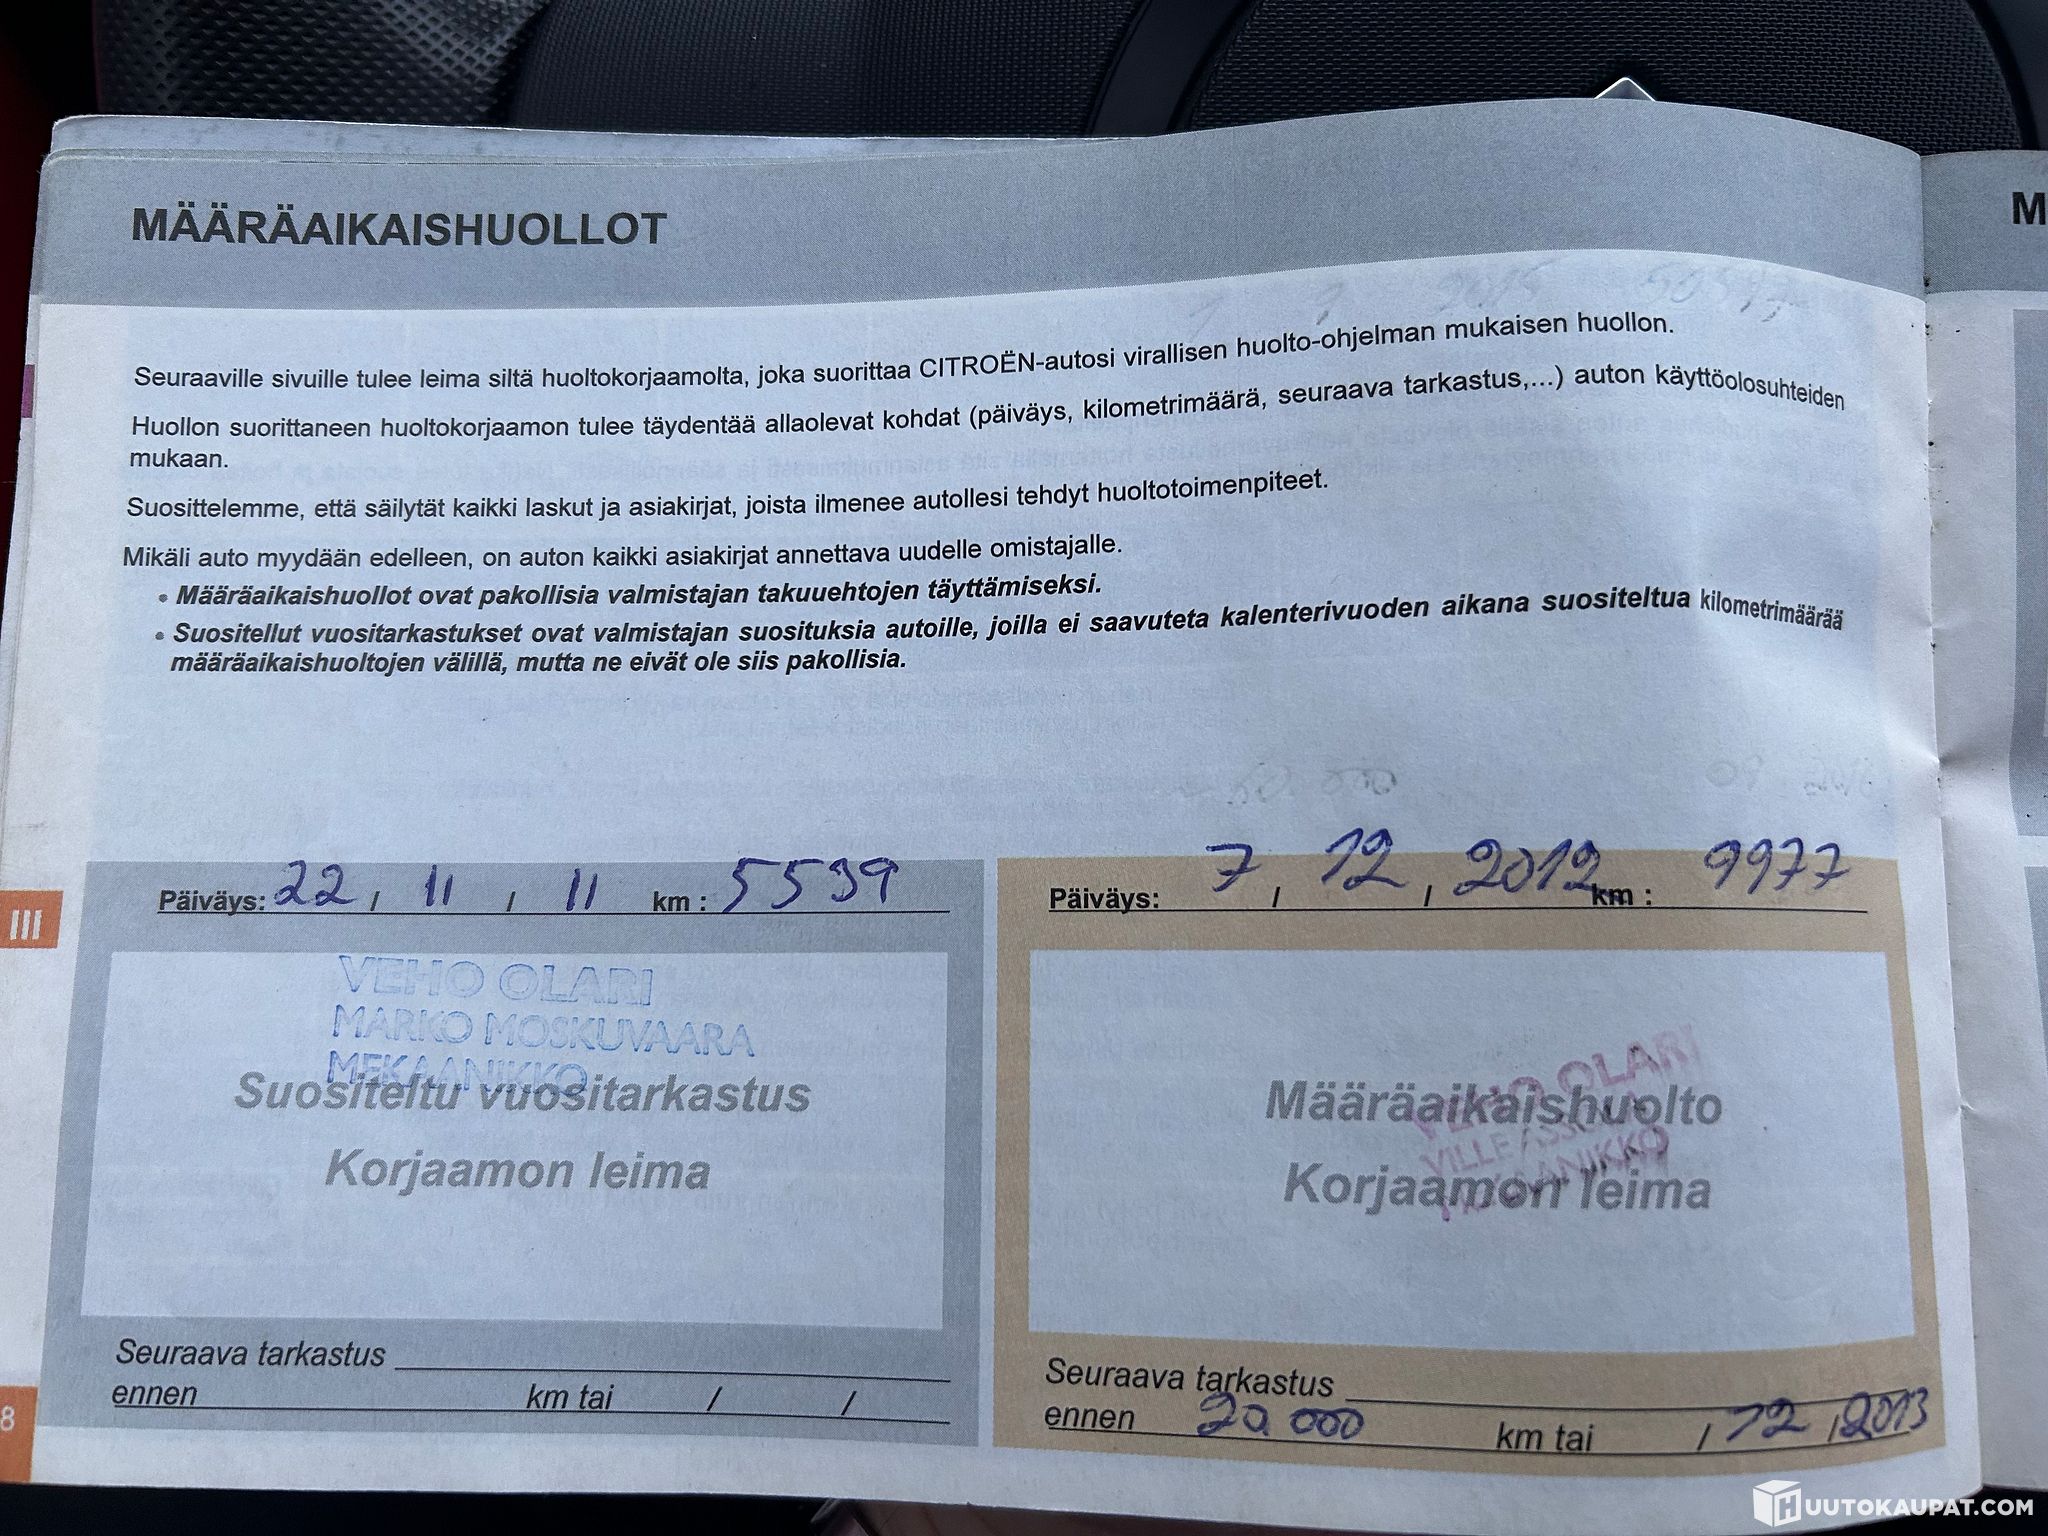 MÄÄRÄAIKAISHUOLLOT
M
Seuraaville sivuille tulee leima siltä huoltokorjaamolta, joka suorittaa CITROËN-autosi virallisen huolto-ohjelman mukaisen huollon.
Huollon suorittaneen huoltokorjaamon tulee täydentää allaolevat kohdat (päiväys, kilometrimäärä, seuraava tarkastus,...) auton käyttöolosuhteiden
mukaan.
Suosittelemme, että säilytät kaikki laskut ja asiakirjat, joista ilmenee autollesi tehdyt huoltotoimenpiteet.
Mikäli auto myydään edelleen, on auton kaikki asiakirjat annettava uudelle omistajalle.
• Määräaikaishuollot ovat pakollisia valmistajan takuuehtojen täyttämiseksi.
• Suositellut vuositarkastukset ovat valmistajan suosituksia autoille, joilla ei saavuteta kalenterivuoden aikana suositeltua kilometrimäärää
määräaikaishuoltojen välillä, mutta ne eivät ole siis pakollisia.
Päiväys: 22 / 11 / 11 km : 5539
VEHO OLARI
MARKO MOSKUVAARA
MEKAANIKKO
Suositeltu vuositarkastus
Korjaamon leima
Seuraava tarkastus
ennen km tai / /
Päiväys: 7 / 12 / 2012 km : 9977
VEHO OLARI
VILLE
MEKAANIKKO
Määräaikaishuolto
Korjaamon leima
Seuraava tarkastus
ennen 20 000 km tai / 12 / 2013
III
8
HUUTOKAUPAT.COM